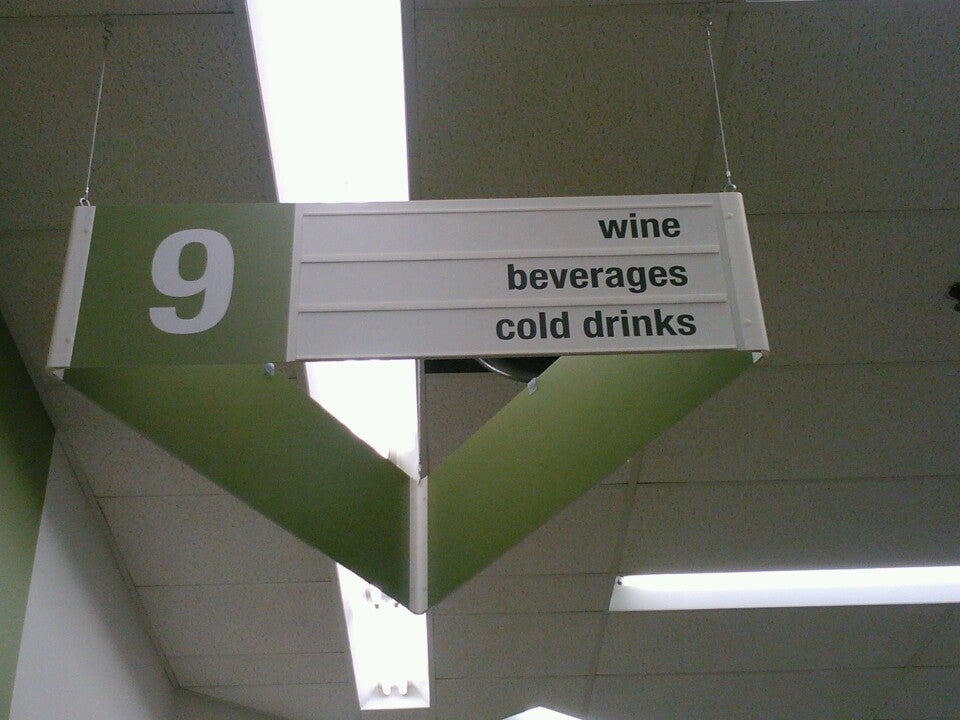 9
wine
beverages
cold drinks